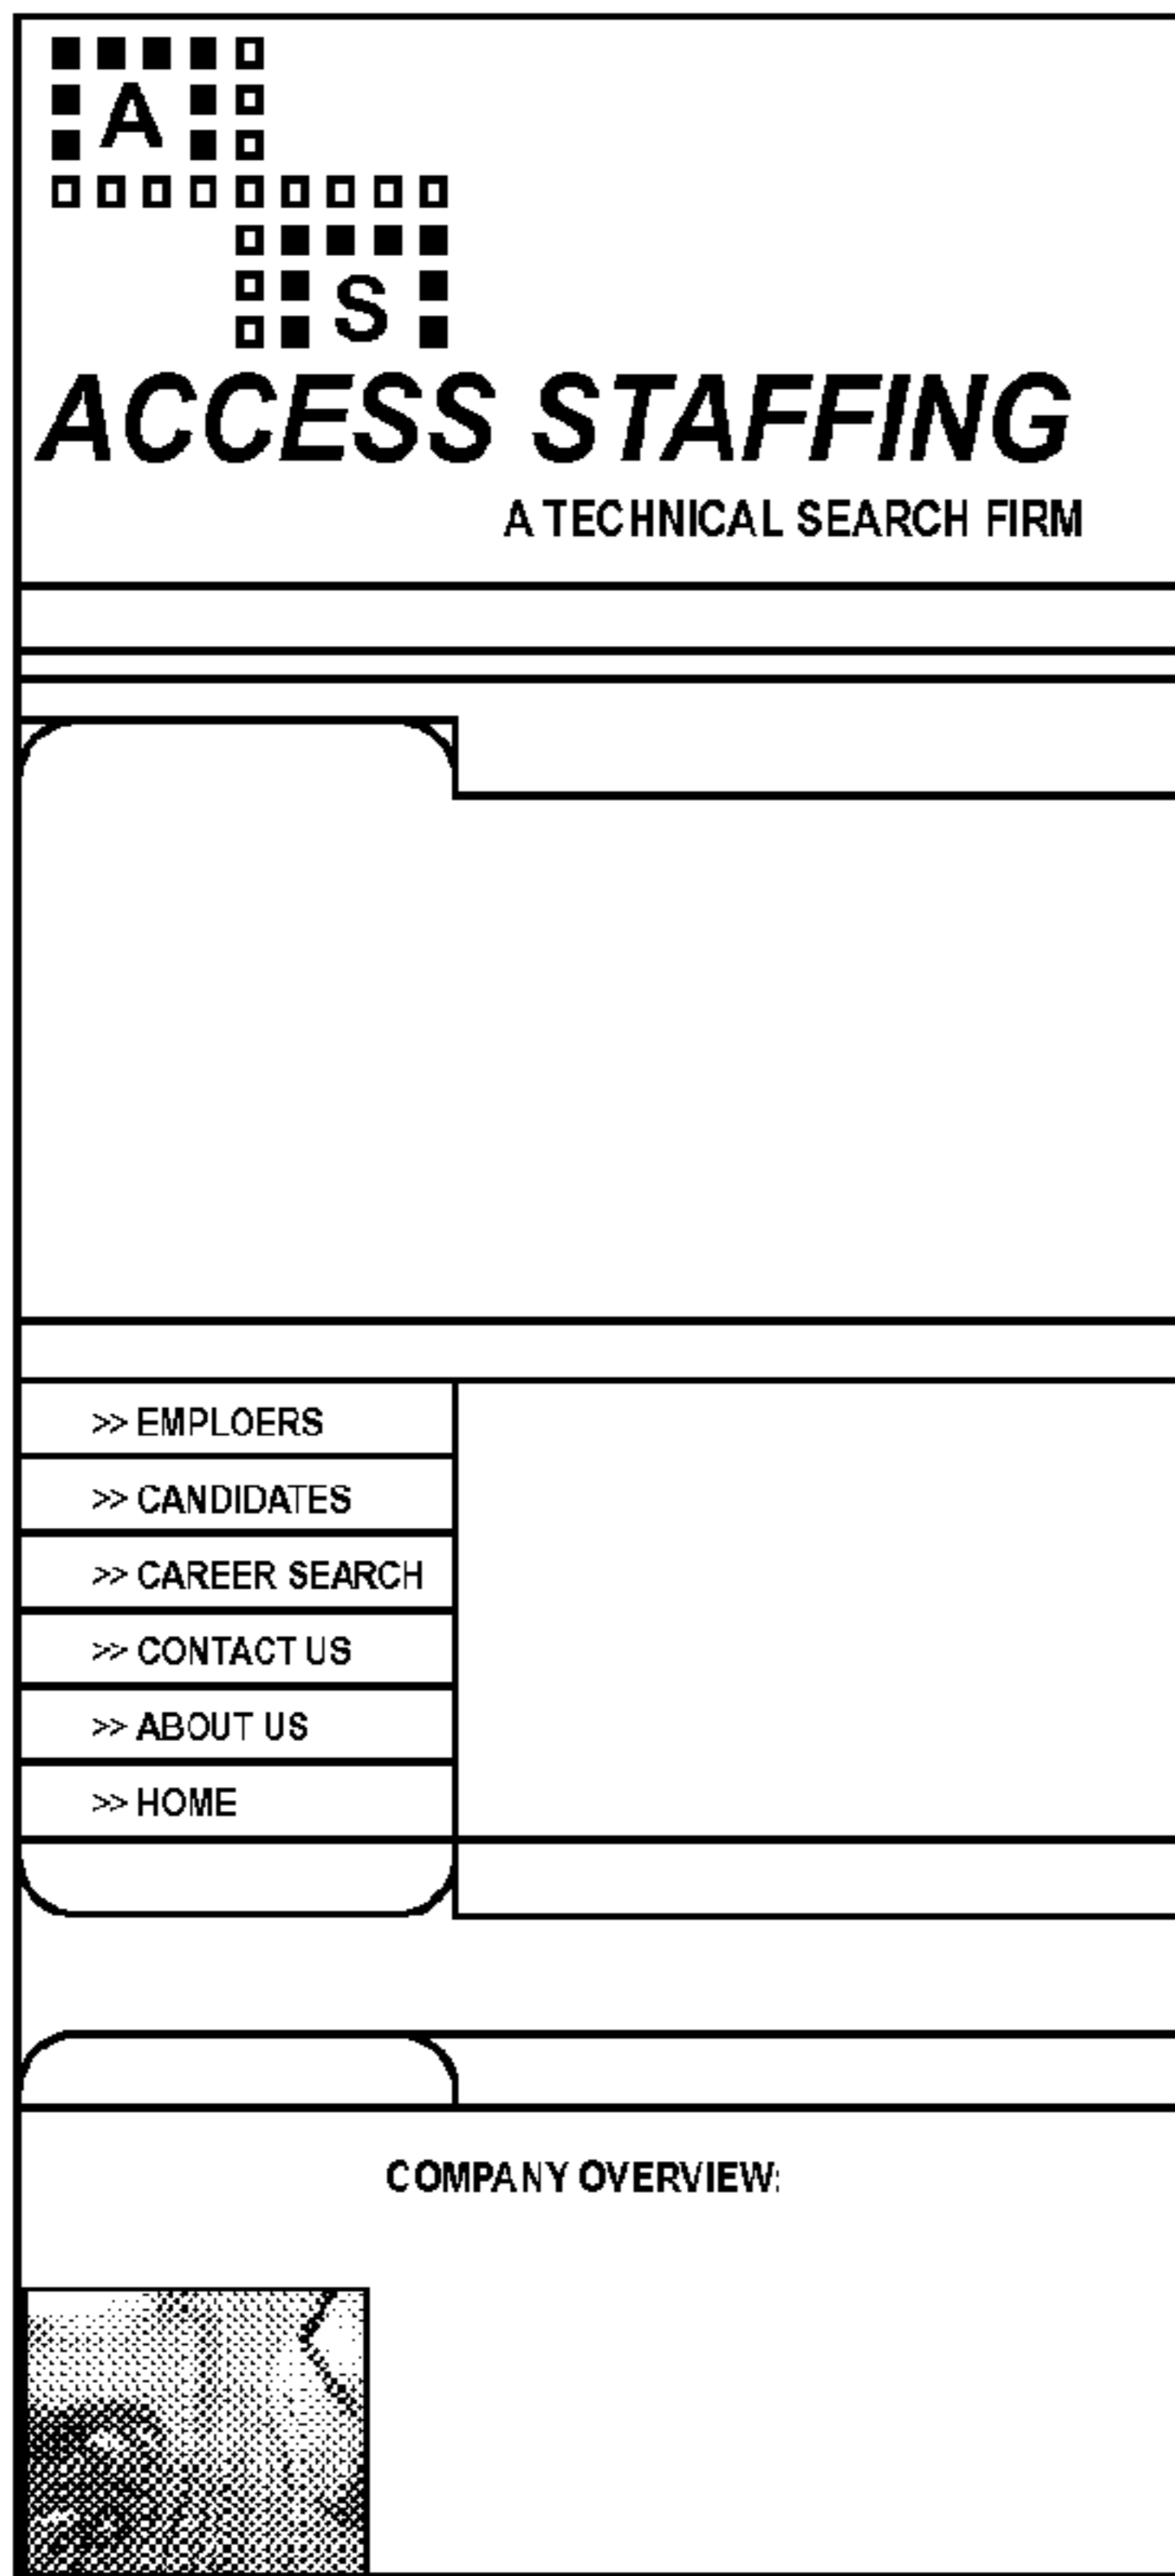 A
S
ACCESS STAFFING
A TECHNICAL SEARCH FIRM
>> EMPLOERS
>> CANDIDATES
>> CAREER SEARCH
>> CONTACT US
>> ABOUT US
>> HOME
COMPANY OVERVIEW: